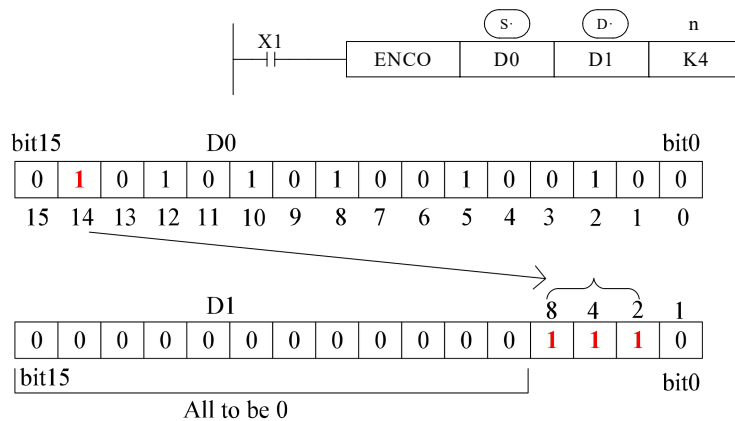 S· D· n
X1
ENCO D0 D1 K4
bit15 D0 bit0
0 1 0 1 0 1 0 1 0 0 1 0 0 1 0 0
15 14 13 12 11 10 9 8 7 6 5 4 3 2 1 0
D1 8 4 2 1
0 0 0 0 0 0 0 0 0 0 0 0 1 1 1 0
bit15 bit0
All to be 0